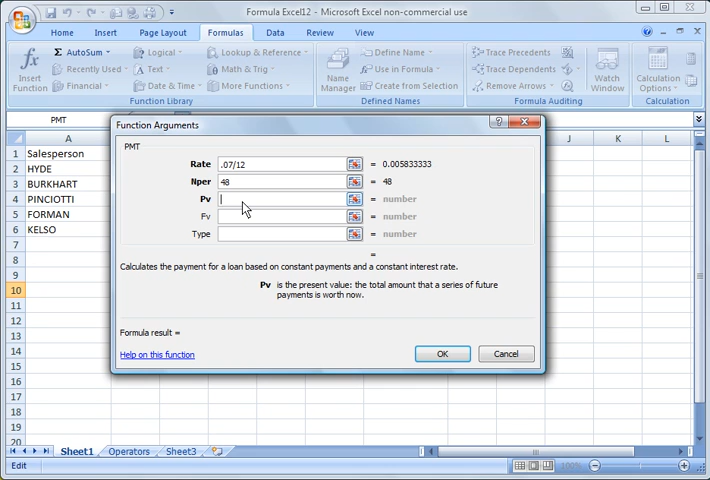 Formula Excel12 - Microsoft Excel non-commercial use
Home Insert Page Layout Formulas Data Review View
fx
Insert Function
Σ AutoSum
Recently Used
Financial
Logical
Text
Date & Time
Lookup & Reference
Math & Trig
More Functions
Function Library
Name Manager
Define Name
Use in Formula
Create from Selection
Defined Names
Trace Precedents
Trace Dependents
Remove Arrows
Formula Auditing
Watch Window
Calculation Options
Calculation
PMT
A J K L
1 Salesperson
2 HYDE
3 BURKHART
4 PINCIOTTI
5 FORMAN
6 KELSO
7
8
9
10
11
12
13
14
15
16
17
18
19
20
Function Arguments
PMT
Rate .07/12 = 0.005833333
Nper 48 = 48
Pv = number
Fv = number
Type = number
=
Calculates the payment for a loan based on constant payments and a constant interest rate.
Pv is the present value: the total amount that a series of future
payments is worth now.
Formula result =
Help on this function
OK Cancel
Sheet1 Operators Sheet3
Edit 100%